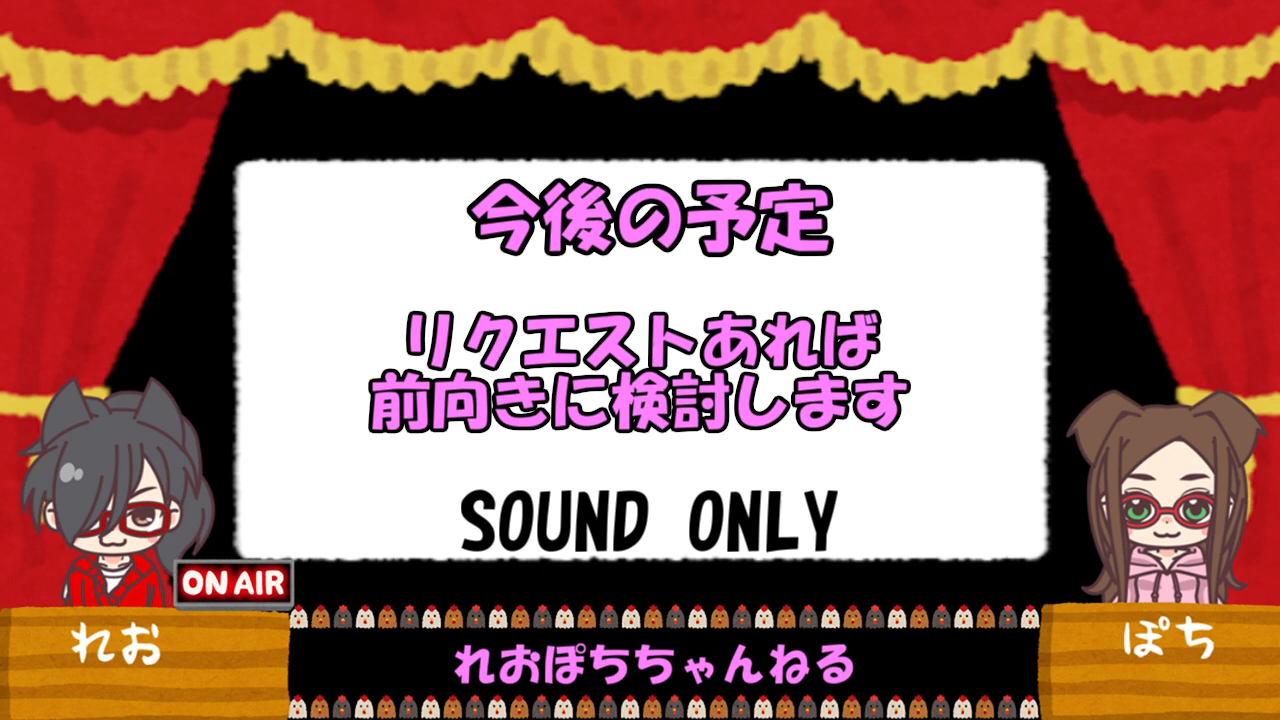 今後の予定
リクエストあれば
前向きに検討します
SOUND ONLY
ON AIR
れお
ぽち
れおぽちちゃんねる